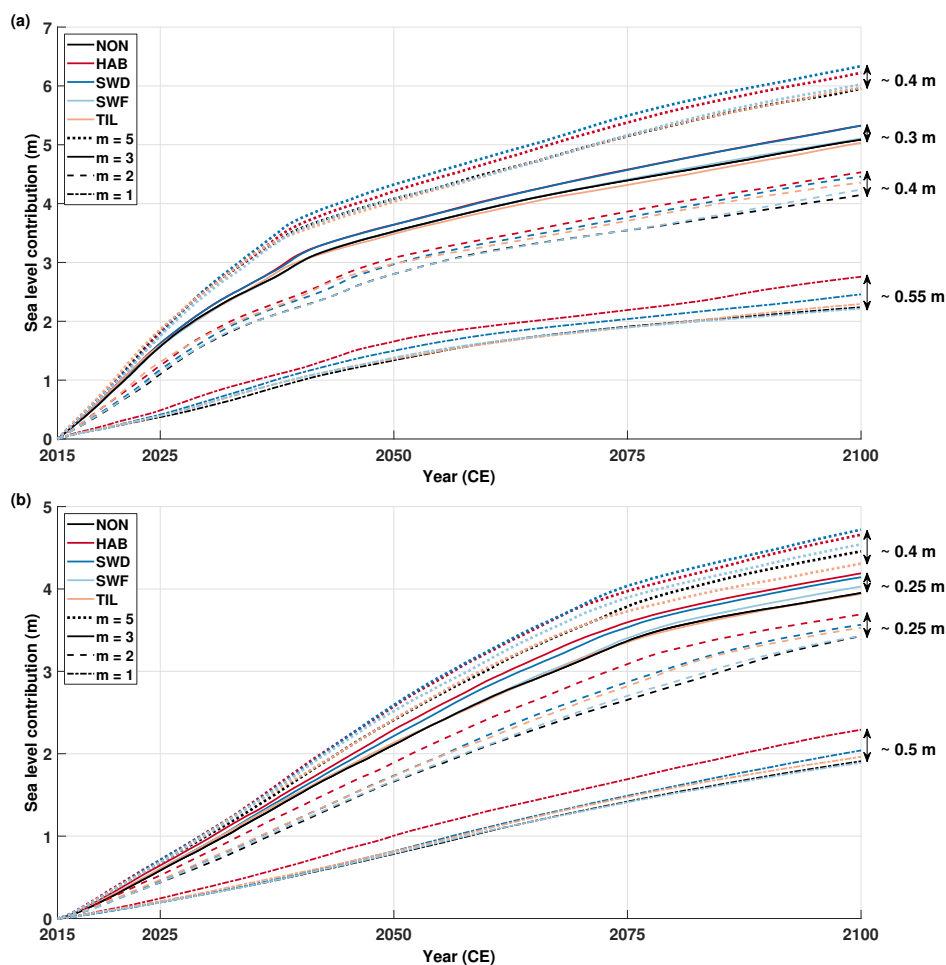 (a)
7
6
5
4
3
2
1
0
Sea level contribution (m)
NON
HAB
SWD
SWF
TIL
m = 5
m = 3
m = 2
m = 1
~ 0.4 m
~ 0.3 m
~ 0.4 m
~ 0.55 m
2015
2025
2050
2075
2100
Year (CE)
(b)
5
4
3
2
1
0
Sea level contribution (m)
NON
HAB
SWD
SWF
TIL
m = 5
m = 3
m = 2
m = 1
~ 0.4 m
~ 0.25 m
~ 0.25 m
~ 0.5 m
2015
2025
2050
2075
2100
Year (CE)